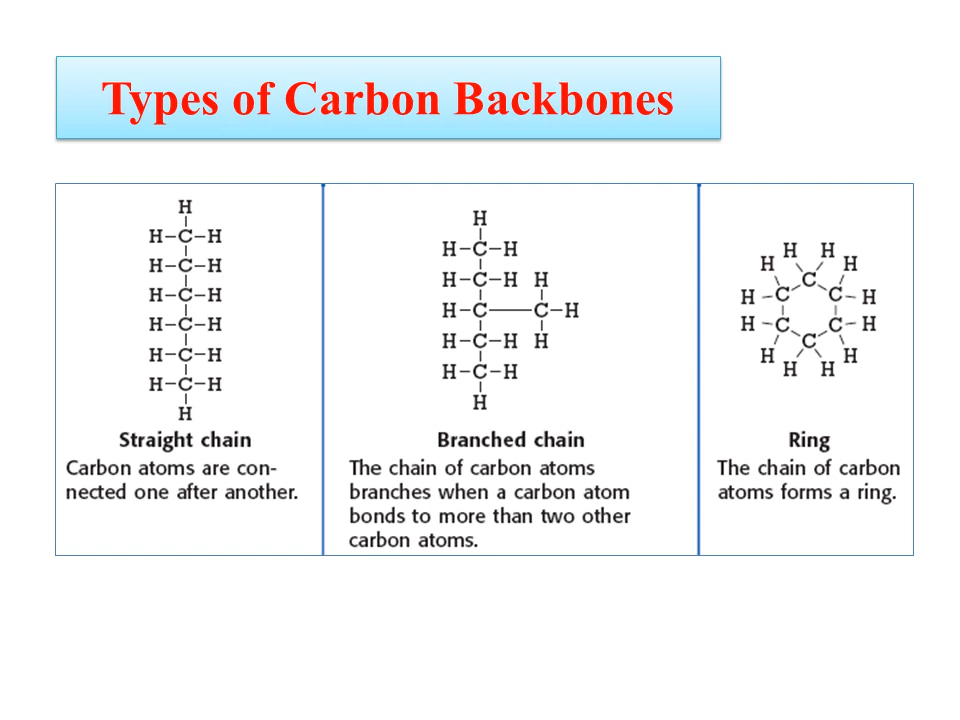 Types of Carbon Backbones
H
H-C-H
H-C-H
H-C-H
H-C-H
H-C-H
H-C-H
H
Straight chain
Carbon atoms are con-
nected one after another.
H
H-C-H
H-C-H H
H-C——C-H
H-C-H H
H-C-H
H
Branched chain
The chain of carbon atoms
branches when a carbon atom
bonds to more than two other
carbon atoms.
H H
H C H
H-C C-H
H-C C-H
H C H
H H
Ring
The chain of carbon
atoms forms a ring.